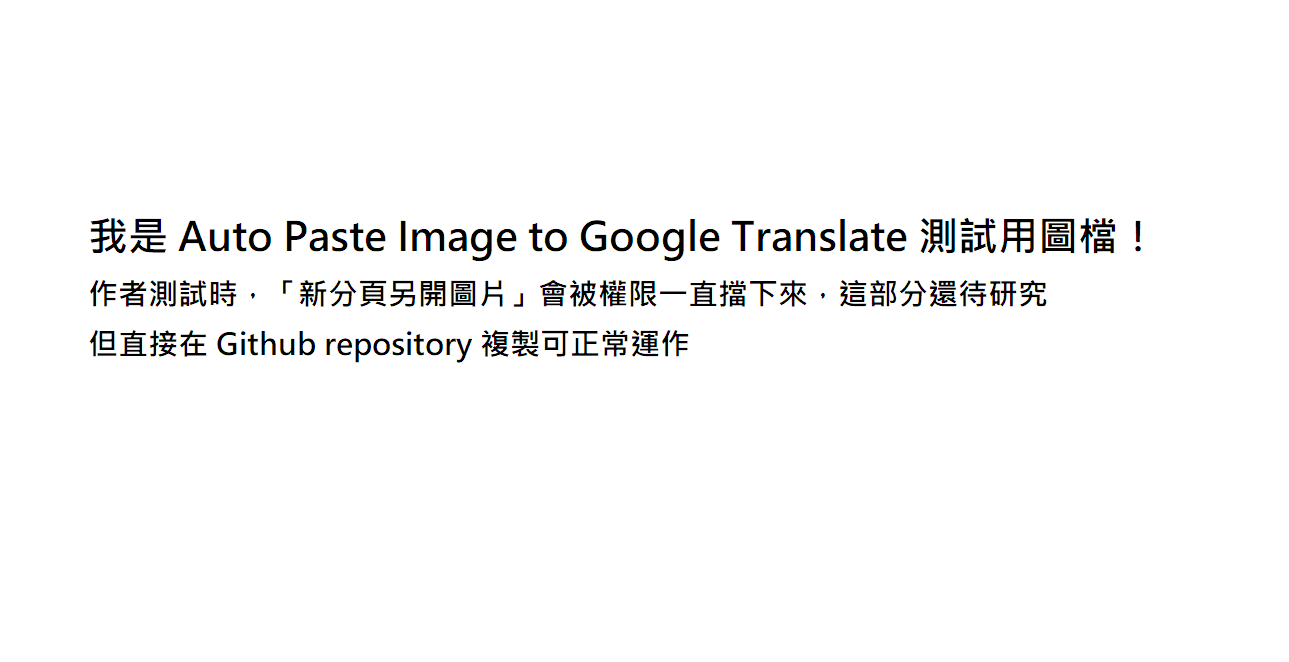 我是 Auto Paste Image to Google Translate 測試用圖檔！
作者測試時，「新分頁另開圖片」會被權限一直擋下來，這部分還待研究
但直接在 Github repository 複製可正常運作